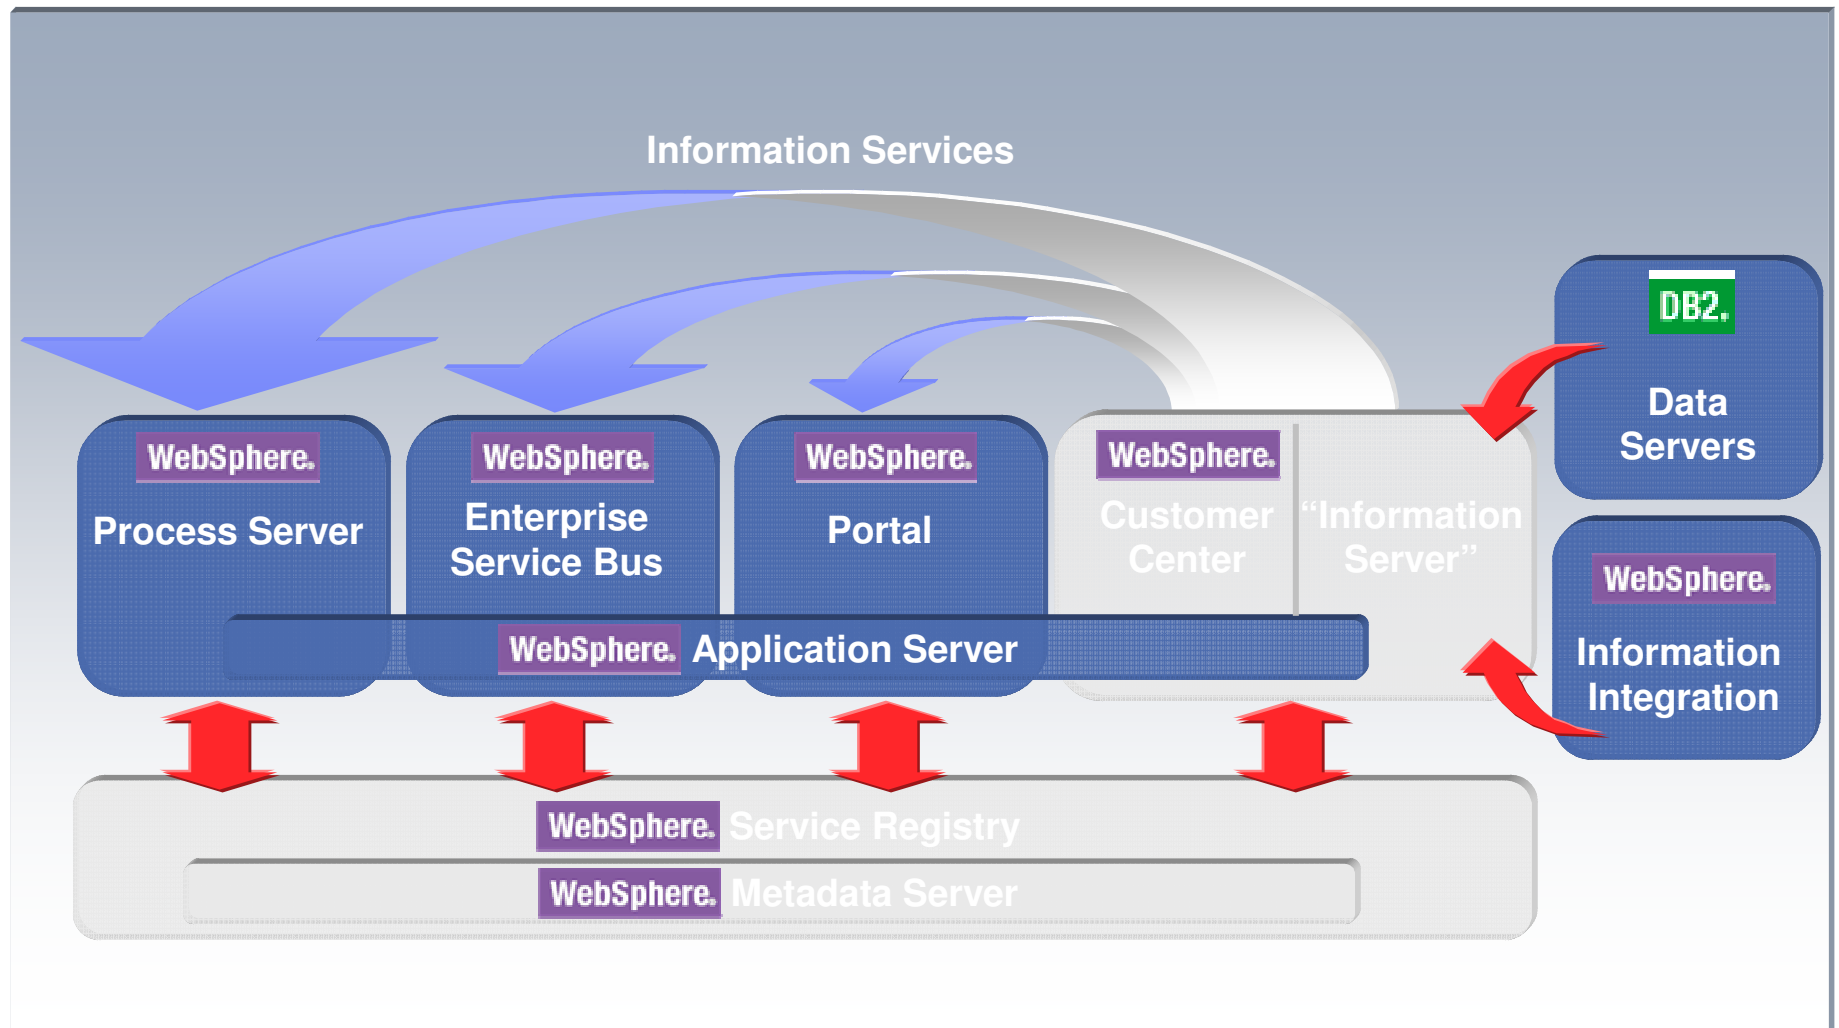 Information Services
DB2.
Data
Servers
WebSphere.
Process Server
WebSphere.
Enterprise
Service Bus
WebSphere.
Portal
WebSphere.
Customer
Center
“Information
Server”
WebSphere.
Information
Integration
WebSphere. Application Server
WebSphere. Service Registry
WebSphere. Metadata Server